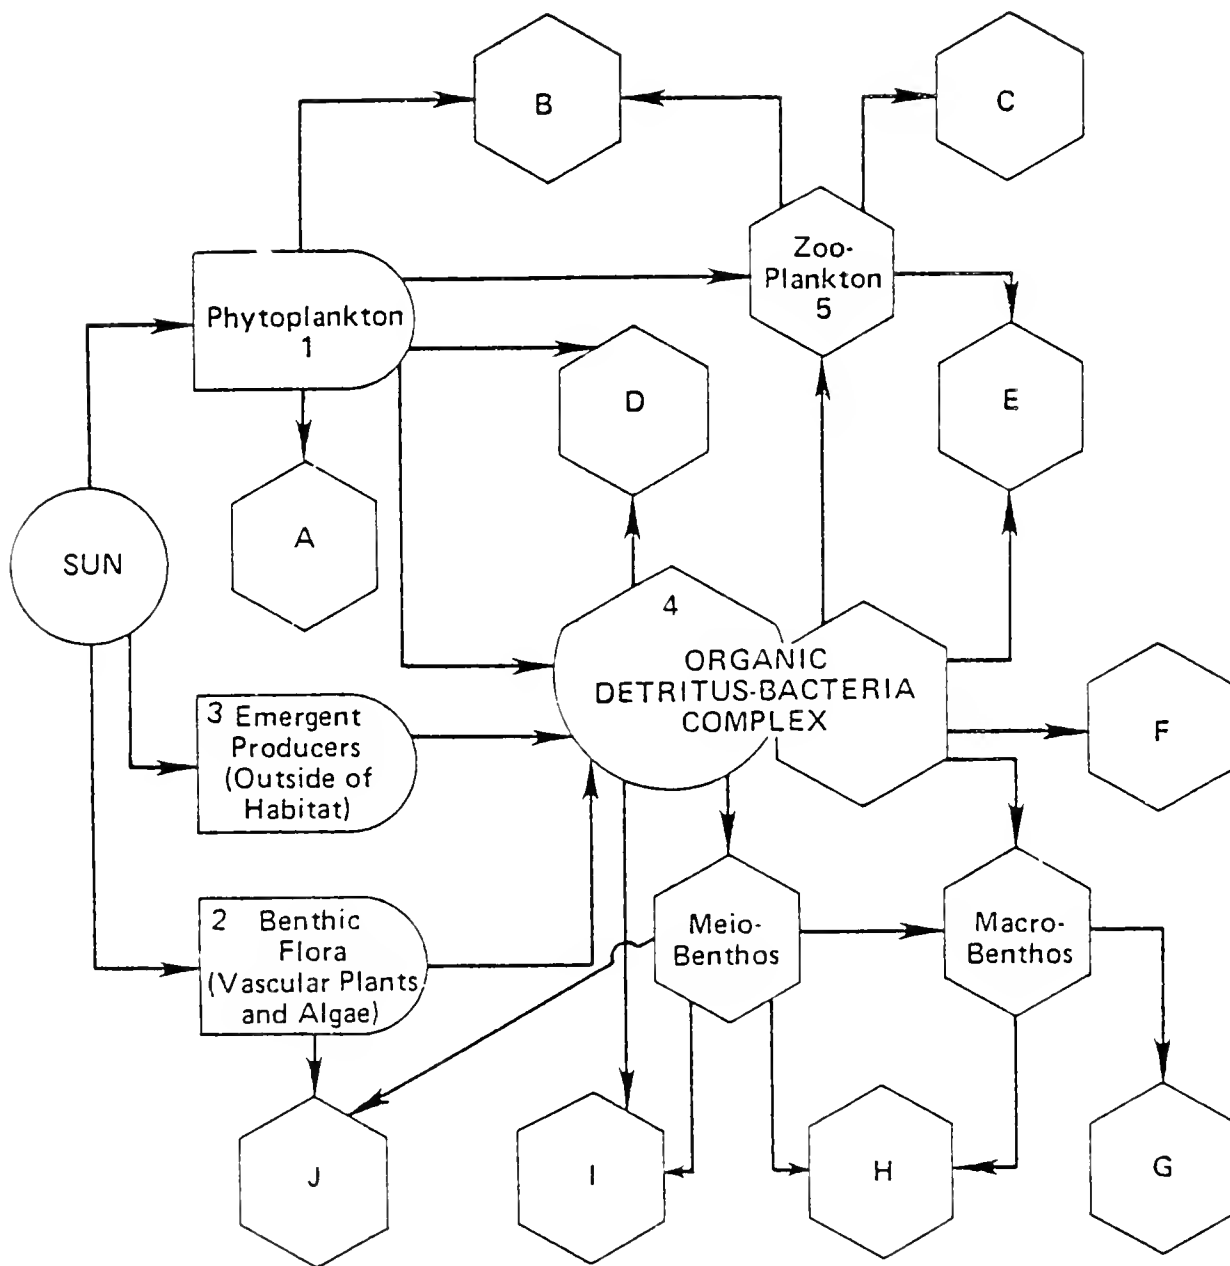 B
C
Zoo-
Plankton
5
Phytoplankton
1
D
E
A
SUN
4
ORGANIC
DETRITUS-BACTERIA
COMPLEX
F
3 Emergent
Producers
(Outside of
Habitat)
2 Benthic
Flora
(Vascular Plants
and Algae)
Meio-
Benthos
Macro-
Benthos
J
I
H
G